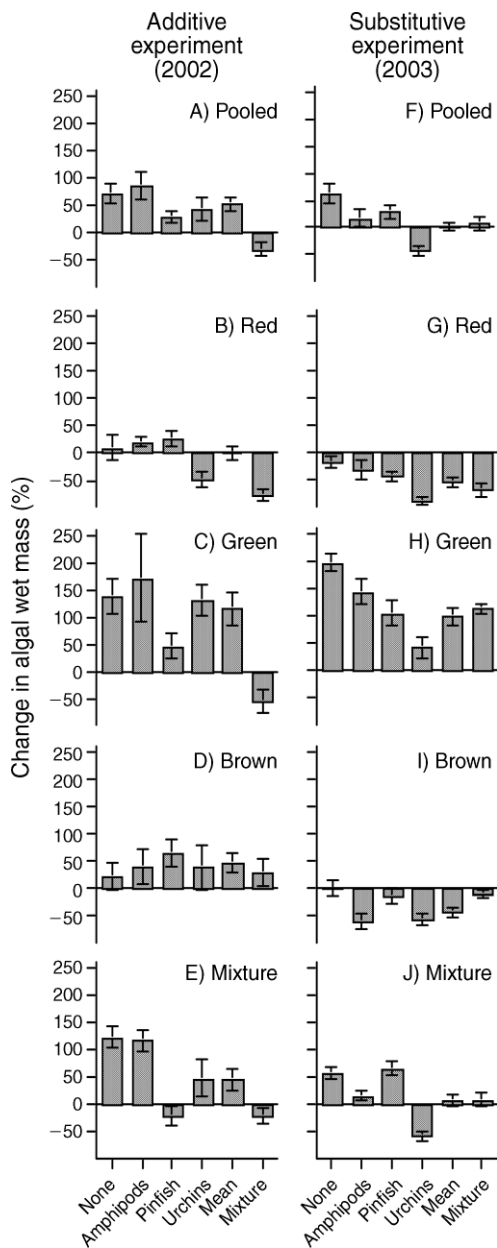 Additive
experiment
(2002)
Substitutive
experiment
(2003)
Change in algal wet mass (%)
A) Pooled
250
200
150
100
50
0
−50
F) Pooled
B) Red
250
200
150
100
50
0
−50
G) Red
C) Green
250
200
150
100
50
0
−50
H) Green
D) Brown
250
200
150
100
50
0
−50
I) Brown
E) Mixture
250
200
150
100
50
0
−50
J) Mixture
None
Amphipods
Pinfish
Urchins
Mean
Mixture
None
Amphipods
Pinfish
Urchins
Mean
Mixture